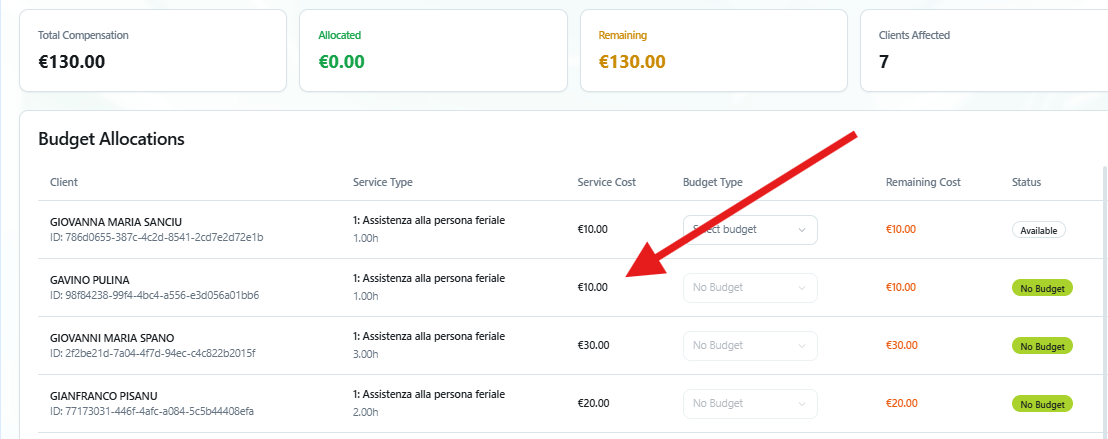 Total Compensation
€130.00
Allocated
€0.00
Remaining
€130.00
Clients Affected
7
Budget Allocations
Client Service Type Service Cost Budget Type Remaining Cost Status
GIOVANNA MARIA SANCIU
ID: 786d0655-387c-4c2d-8541-2cd7e2d72e1b
1: Assistenza alla persona feriale
1.00h
€10.00
budget
€10.00
Available
GAVINO PULINA
ID: 98f84238-99f4-4bc4-a556-e3d056a01bb6
1: Assistenza alla persona feriale
1.00h
€10.00
No Budget
€10.00
No Budget
GIOVANNI MARIA SPANO
ID: 2f2be21d-7a04-4f7d-94ec-c4c822b2015f
1: Assistenza alla persona feriale
3.00h
€30.00
No Budget
€30.00
No Budget
GIANFRANCO PISANU
ID: 77173031-446f-4afc-a084-5c5b44408efa
1: Assistenza alla persona feriale
2.00h
€20.00
No Budget
€20.00
No Budget